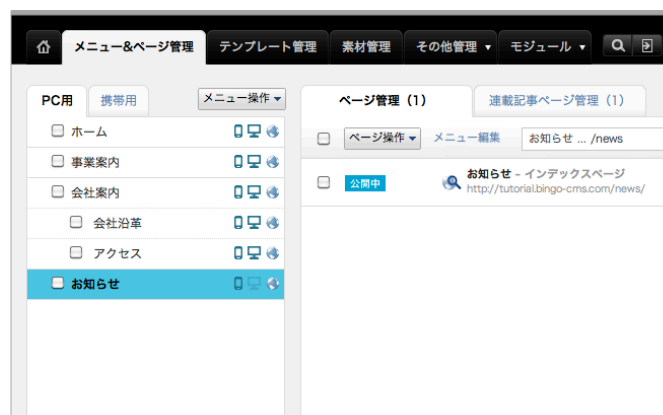 メニュー&ページ管理 テンプレート管理 素材管理 その他管理 ▼ モジュール ▼
PC用 携帯用 メニュー操作 ▼
ホーム
事業案内
会社案内
会社沿革
アクセス
お知らせ
ページ管理（1） 連載記事ページ管理（1）
ページ操作 ▼ メニュー編集 お知らせ ... /news
公開中 お知らせ - インデックスページ
http://tutorial.bingo-cms.com/news/